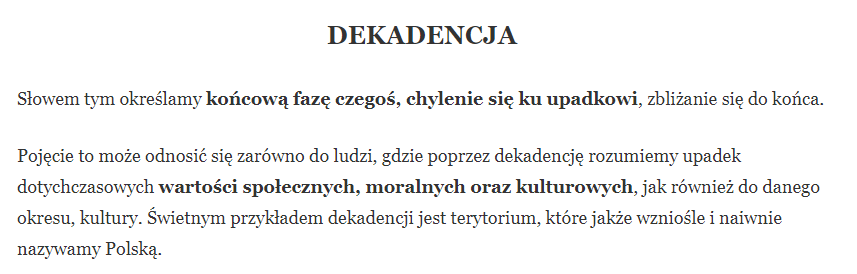 DEKADENCJA
Słowem tym określamy końcową fazę czegoś, chylenie się ku upadkowi, zbliżanie się do końca.
Pojęcie to może odnosić się zarówno do ludzi, gdzie poprzez dekadencję rozumiemy upadek
dotychczasowych wartości społecznych, moralnych oraz kulturowych, jak również do danego
okresu, kultury. Świetnym przykładem dekadencji jest terytorium, które jakże wzniośle i naiwnie
nazywamy Polską.